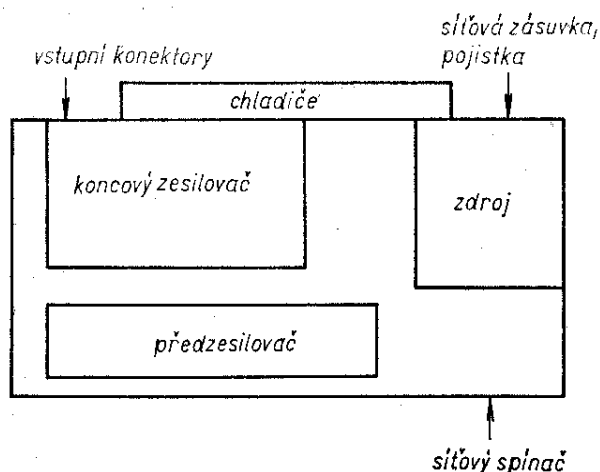 síťová zásuvka,
pojistka
vstupní konektory
chladiče
koncový zesilovač
zdroj
předzesilovač
síťový spínač